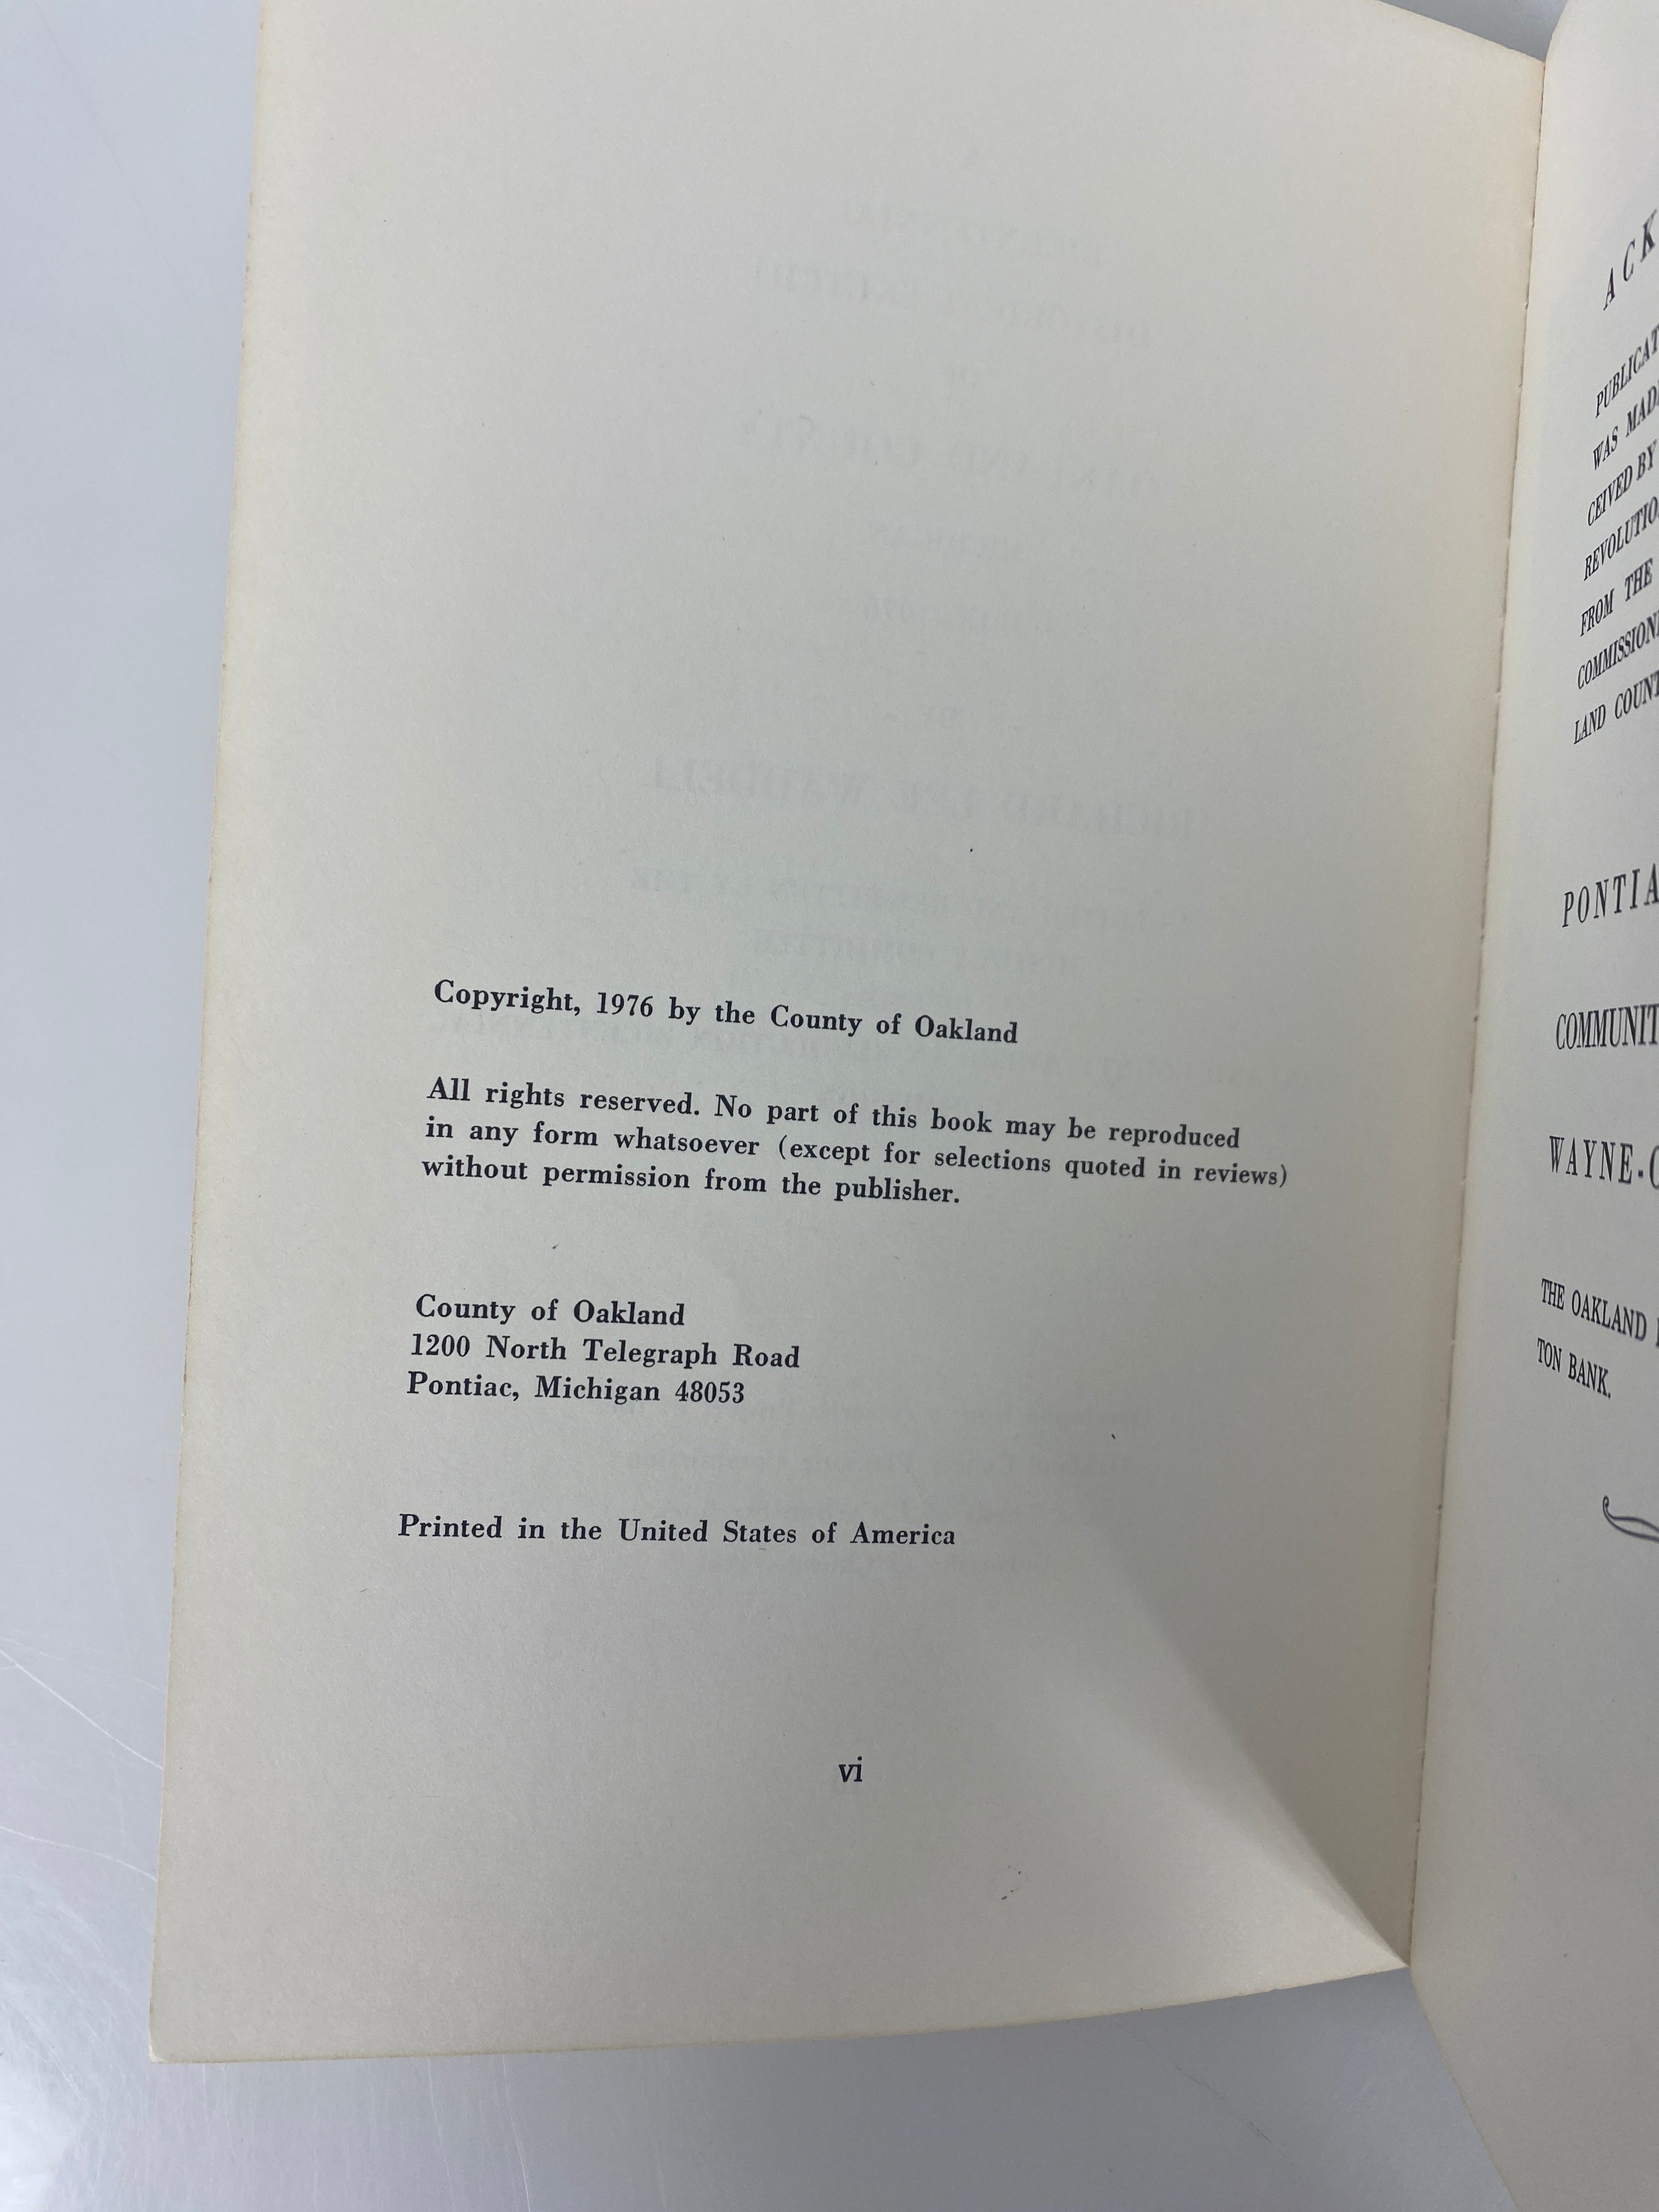 Copyright, 1976 by the County of Oakland
All rights reserved. No part of this book may be reproduced
in any form whatsoever (except for selections quoted in reviews)
without permission from the publisher.
County of Oakland
1200 North Telegraph Road
Pontiac, Michigan 48053
Printed in the United States of America
vi
ACK
PUBLICAT
WAS MAD
CEIVED BY
REVOLUTIO
FROM THE
COMMISSION
LAND COUNT
PONTIA
COMMUNIT
WAYNE-O
THE OAKLAND
TON BANK.